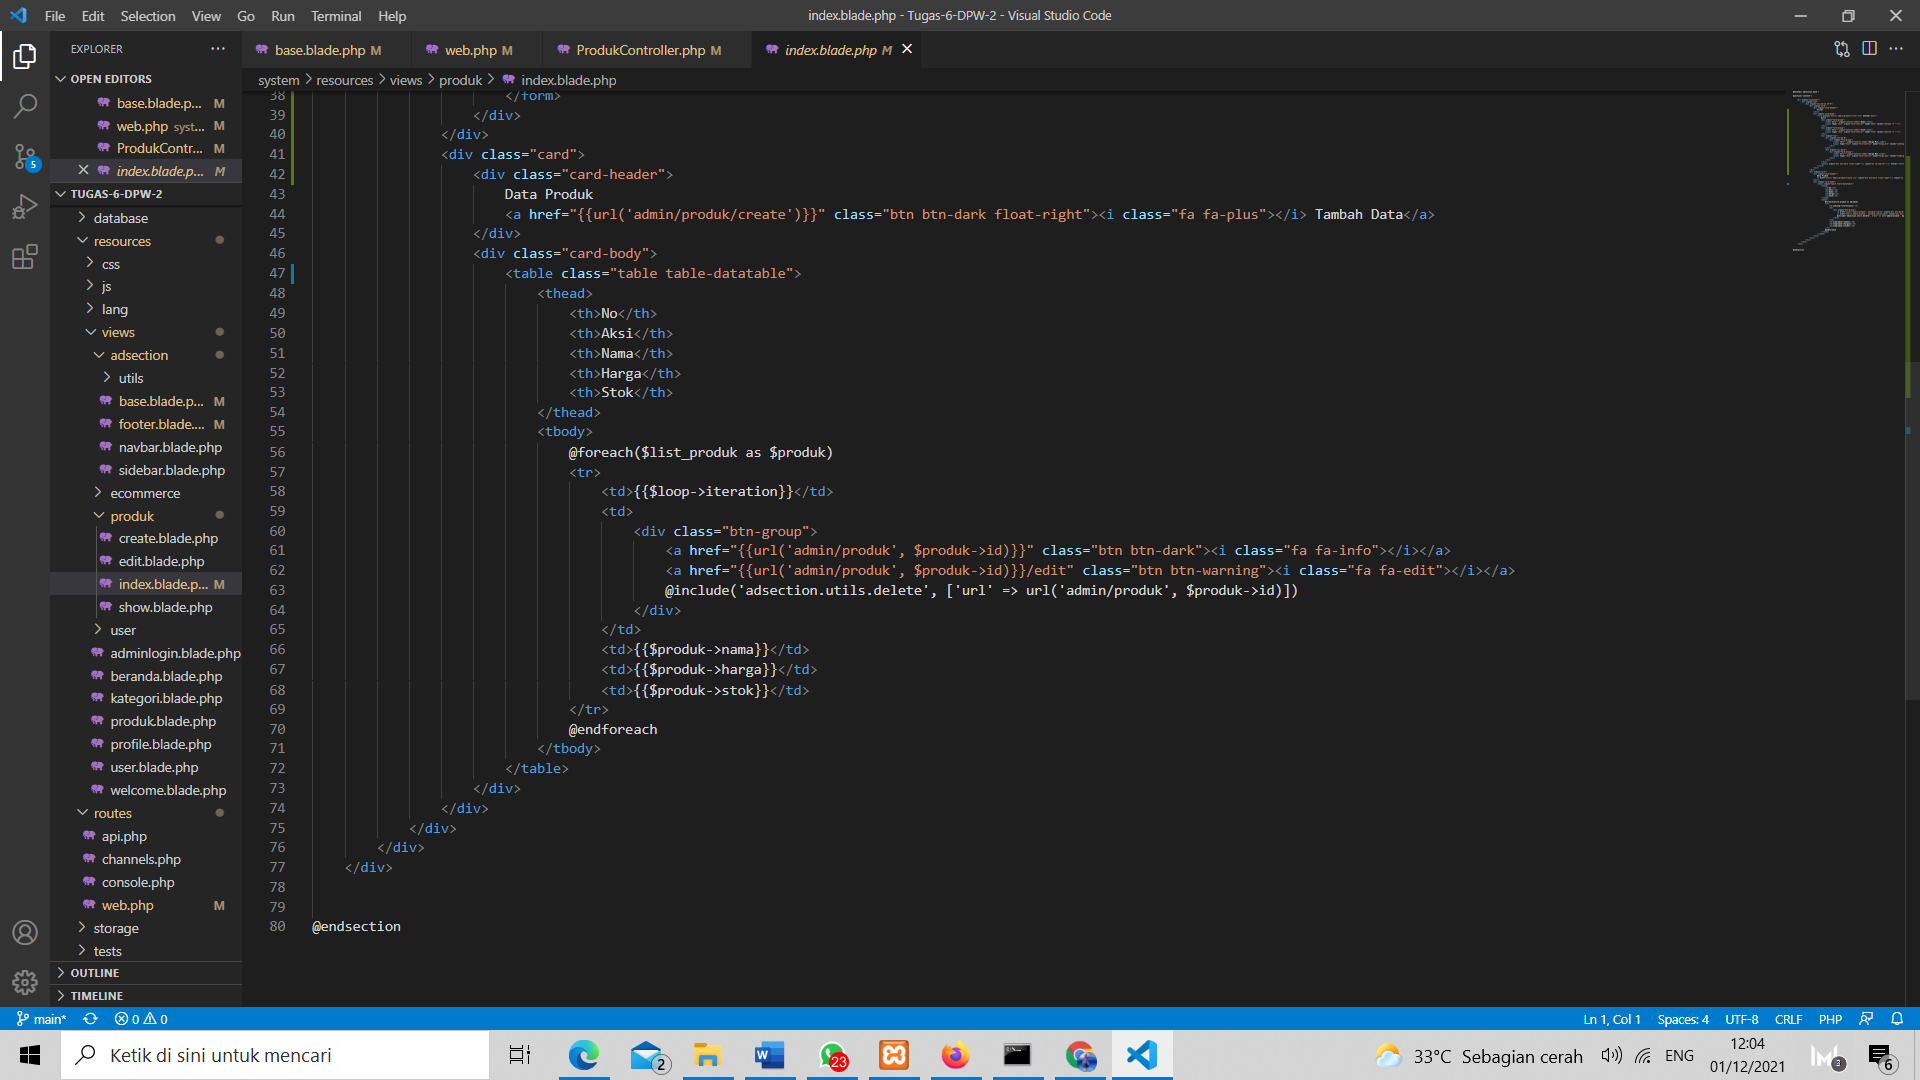 File Edit Selection View Go Run Terminal Help
index.blade.php - Tugas-6-DPW-2 - Visual Studio Code
EXPLORER
base.blade.php M
web.php M
ProdukController.php M
index.blade.php M
OPEN EDITORS
system > resources > views > produk > index.blade.php
base.blade.p... M
web.php syst... M
ProdukContr... M
index.blade.p... M
TUGAS-6-DPW-2
database
resources
css
js
lang
views
adsection
utils
base.blade.p... M
footer.blade.... M
navbar.blade.php
sidebar.blade.php
ecommerce
produk
create.blade.php
edit.blade.php
index.blade.p... M
show.blade.php
user
adminlogin.blade.php
beranda.blade.php
kategori.blade.php
produk.blade.php
profile.blade.php
user.blade.php
welcome.blade.php
routes
api.php
channels.php
console.php
web.php M
storage
tests
OUTLINE
TIMELINE
38 </form>
39 </div>
40 </div>
41 <div class="card">
42 <div class="card-header">
43 Data Produk
44 <a href="{{url('admin/produk/create')}}" class="btn btn-dark float-right"><i class="fa fa-plus"></i> Tambah Data</a>
45 </div>
46 <div class="card-body">
47 <table class="table table-datatable">
48 <thead>
49 <th>No</th>
50 <th>Aksi</th>
51 <th>Nama</th>
52 <th>Harga</th>
53 <th>Stok</th>
54 </thead>
55 <tbody>
56 @foreach($list_produk as $produk)
57 <tr>
58 <td>{{$loop->iteration}}</td>
59 <td>
60 <div class="btn-group">
61 <a href="{{url('admin/produk', $produk->id)}}" class="btn btn-dark"><i class="fa fa-info"></i></a>
62 <a href="{{url('admin/produk', $produk->id)}}/edit" class="btn btn-warning"><i class="fa fa-edit"></i></a>
63 @include('adsection.utils.delete', ['url' => url('admin/produk', $produk->id)])
64 </div>
65 </td>
66 <td>{{$produk->nama}}</td>
67 <td>{{$produk->harga}}</td>
68 <td>{{$produk->stok}}</td>
69 </tr>
70 @endforeach
71 </tbody>
72 </table>
73 </div>
74 </div>
75 </div>
76 </div>
77 </div>
78
79
80 @endsection
5
main* 0 0
Ln 1, Col 1 Spaces: 4 UTF-8 CRLF PHP
Ketik di sini untuk mencari
2
23
33°C Sebagian cerah
ENG
12:04
01/12/2021
3
6